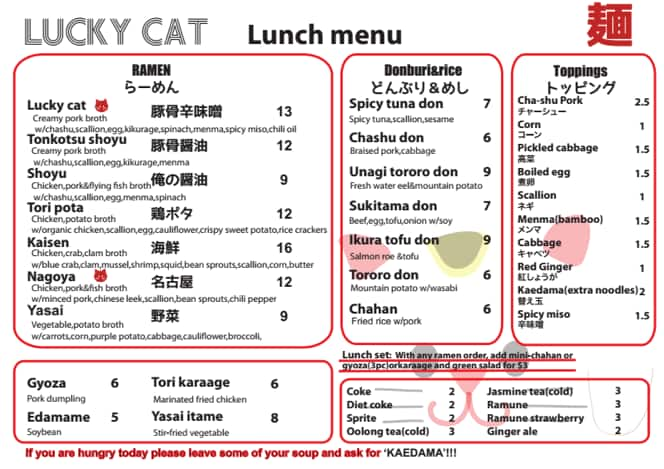 LUCKY CAT
Lunch menu
麺
RAMEN
らーめん
Lucky cat 豚骨辛味噌 13
Creamy pork broth
w/chashu,scallion,egg,kikurage,spinach,menma,spicy miso,chili oil
Tonkotsu shoyu 豚骨醤油 12
Creamy pork broth
w/chashu,scallion,egg,kikurage,menma
Shoyu 俺の醤油 9
Chicken,pork&flying fish broth
w/chashu,scallion,egg,menma,spinach
Tori pota 鶏ポタ 12
Chicken,potato broth
w/organic chicken,scallion,egg,cauliflower,crispy sweet potato,rice crackers
Kaisen 海鮮 16
Chicken,crab,clam broth
w/blue crab,clam,mussel,shrimp,squid,bean sprouts,scallion,corn,butter
Nagoya 名古屋 12
Chicken,pork&fish broth
w/minced pork,chinese leek,scallion,bean sprouts,chili pepper
Yasai 野菜 9
Vegetable,potato broth
w/carrots,corn,purple potato,cabbage,cauliflower,broccoli,
Donburi&rice
どんぶり&めし
Spicy tuna don 7
Spicy tuna,scallion,sesame
Chashu don 6
Braised pork,cabbage
Unagi tororo don 9
Fresh water eel&mountain potato
Sukitama don 7
Beef,egg,tofu,onion w/soy
Ikura tofu don 9
Salmon roe &tofu
Tororo don 6
Mountain potato w/wasabi
Chahan 6
Fried rice w/pork
Toppings
トッピング
Cha-shu Pork 2.5
チャーシュー
Corn 1
コーン
Pickled cabbage 1.5
高菜
Boiled egg 1.5
煮卵
Scallion 1
ネギ
Menma(bamboo) 1.5
メンマ
Cabbage 1.5
キャベツ
Red Ginger 1
紅しょうが
Kaedama(extra noodles) 2
替え玉
Spicy miso 1.5
辛味噌
Gyoza 6
Pork dumpling
Edamame 5
Soybean
Tori karaage 6
Marinated fried chicken
Yasai itame 8
Stir-fried vegetable
Lunch set: With any ramen order, add mini-chahan or
gyoza(3pc)orkaraage and green salad for $3
Coke 2
Diet coke 2
Sprite 2
Oolong tea(cold) 3
Jasmine tea(cold) 3
Ramune 3
Ramune strawberry 3
Ginger ale 2
If you are hungry today please leave some of your soup and ask for ‘KAEDAMA’!!!